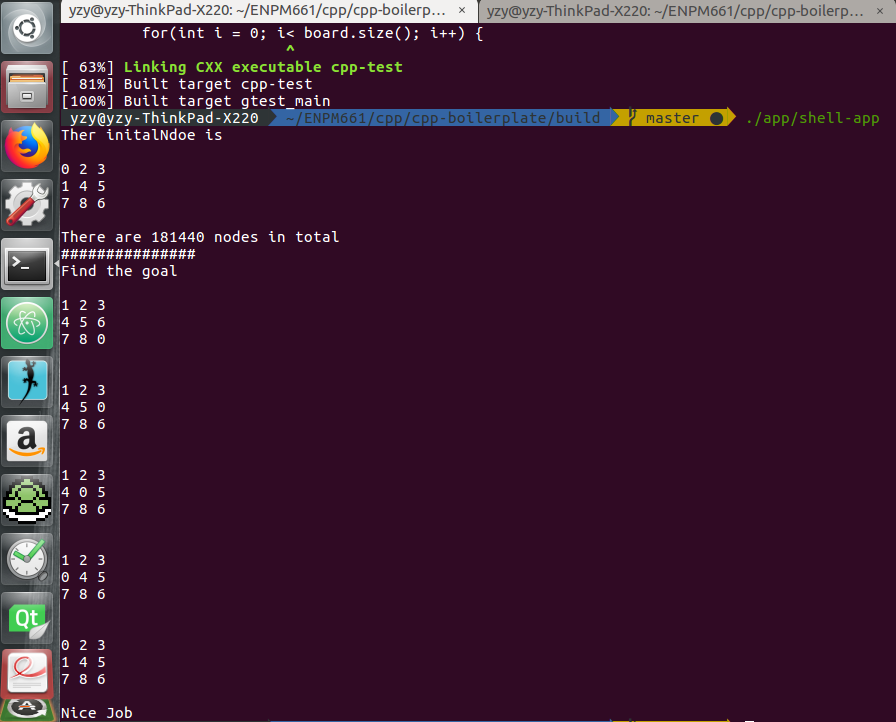 yzy@yzy-ThinkPad-X220: ~/ENPM661/cpp/cpp-boilerp... × yzy@yzy-ThinkPad-X220: ~/ENPM661/cpp/cpp-boilerp... ×
for(int i = 0; i< board.size(); i++) {
^
[ 63%] Linking CXX executable cpp-test
[ 81%] Built target cpp-test
[100%] Built target gtest_main
yzy@yzy-ThinkPad-X220 ~/ENPM661/cpp/cpp-boilerplate/build master ● ./app/shell-app
Ther initalNdoe is
0 2 3
1 4 5
7 8 6
There are 181440 nodes in total
###############
Find the goal
1 2 3
4 5 6
7 8 0
1 2 3
4 5 0
7 8 6
1 2 3
4 0 5
7 8 6
1 2 3
0 4 5
7 8 6
0 2 3
1 4 5
7 8 6
Nice Job
>_
a
Qt